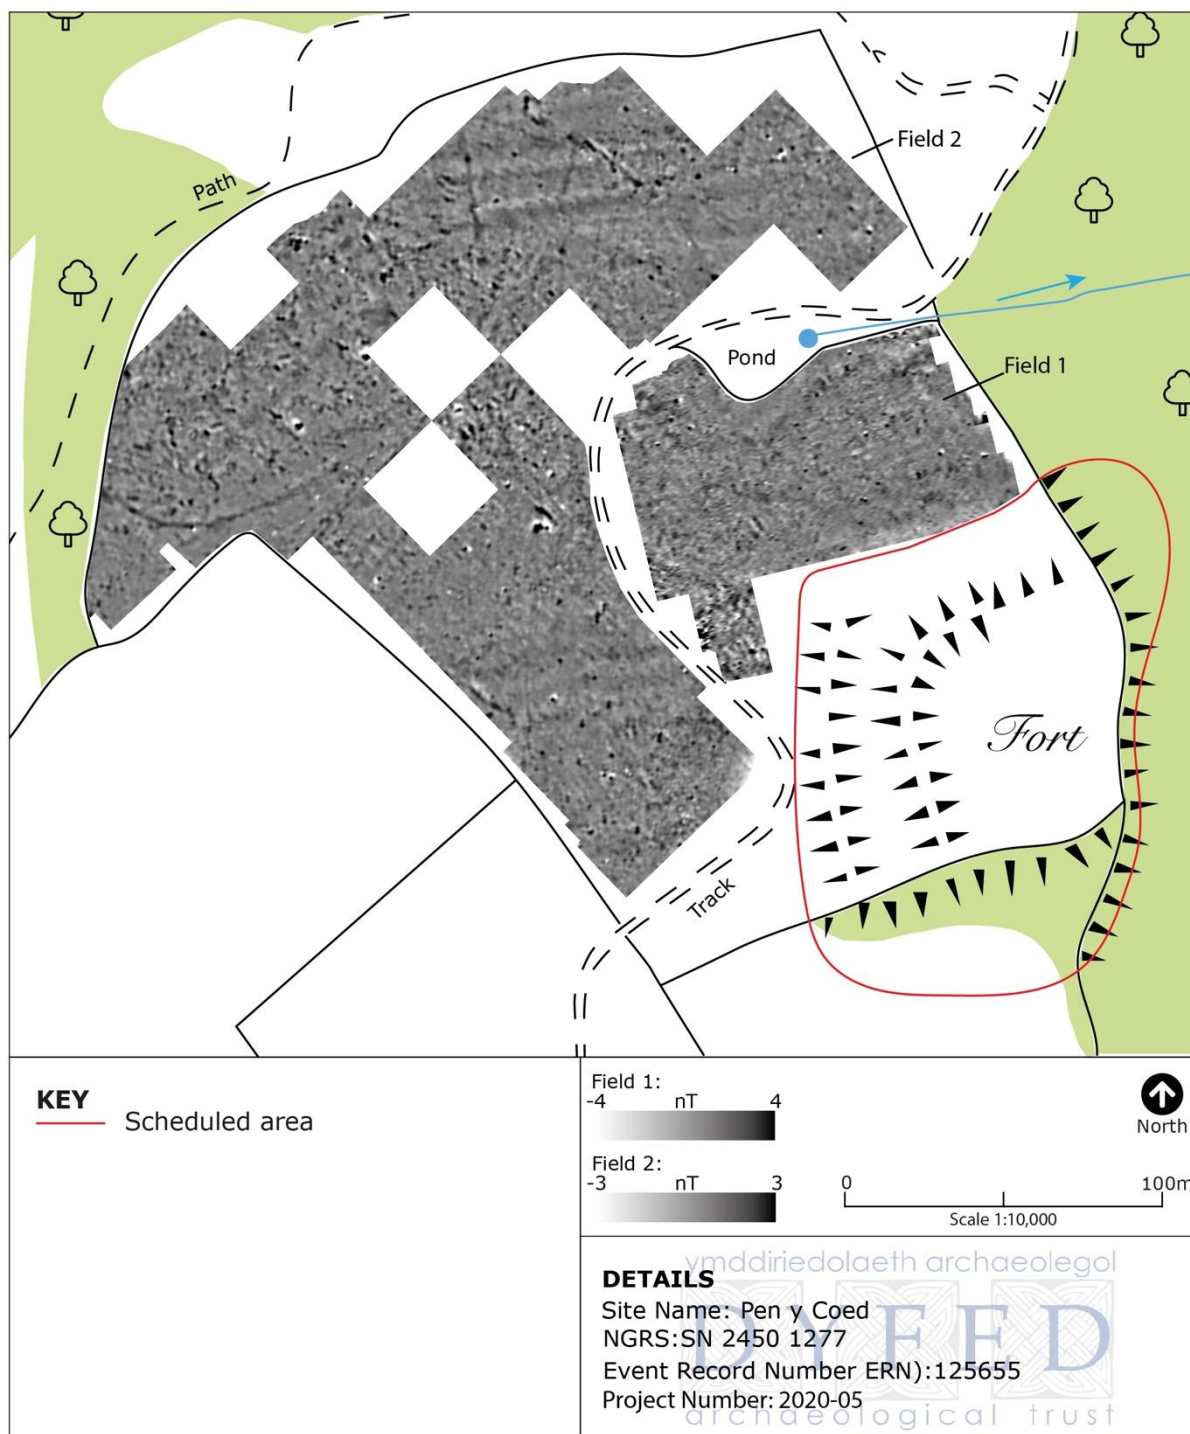 Field 2
Path
Pond
Field 1
Fort
Track
KEY
Scheduled area
Field 1:
-4 nT 4
Field 2:
-3 nT 3
North
0 100m
Scale 1:10,000
ymddiriedolaeth archaeolegol
DYFED
archaeological trust
DETAILS
Site Name: Pen y Coed
NGRS:SN 2450 1277
Event Record Number ERN):125655
Project Number: 2020-05